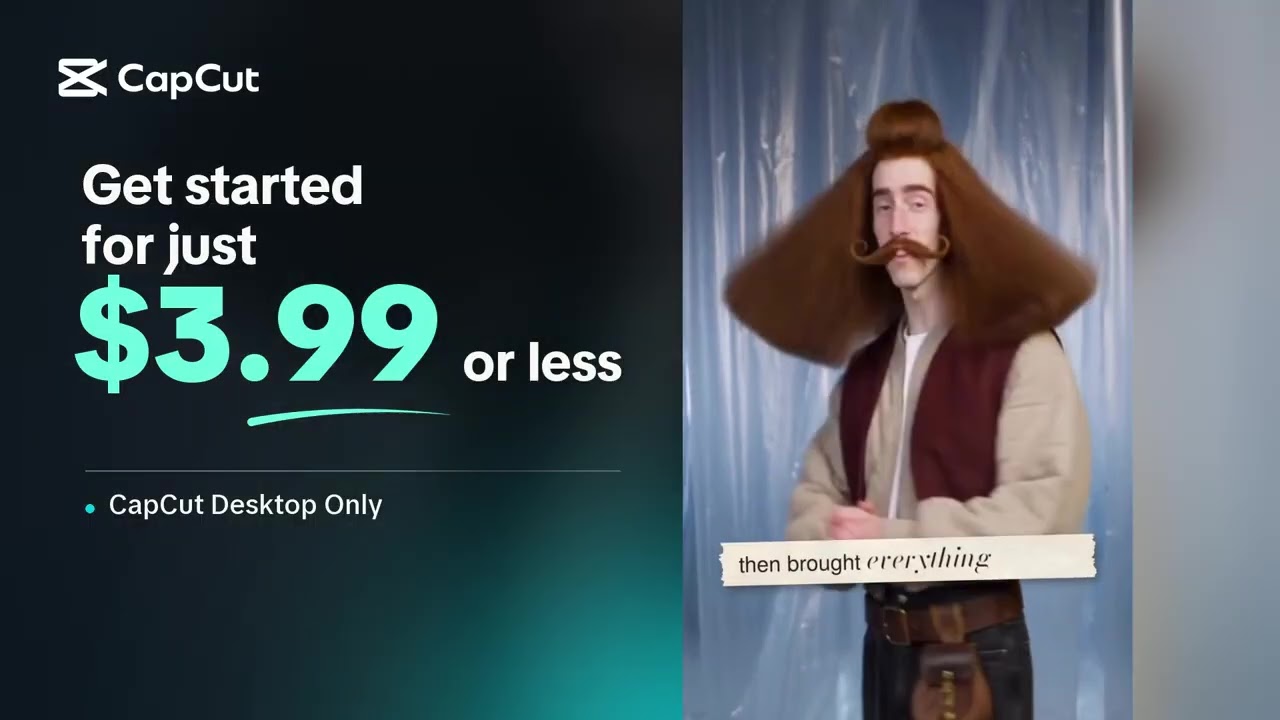 CapCut
Get started
for just
$3.99 or less
CapCut Desktop Only
then brought everything